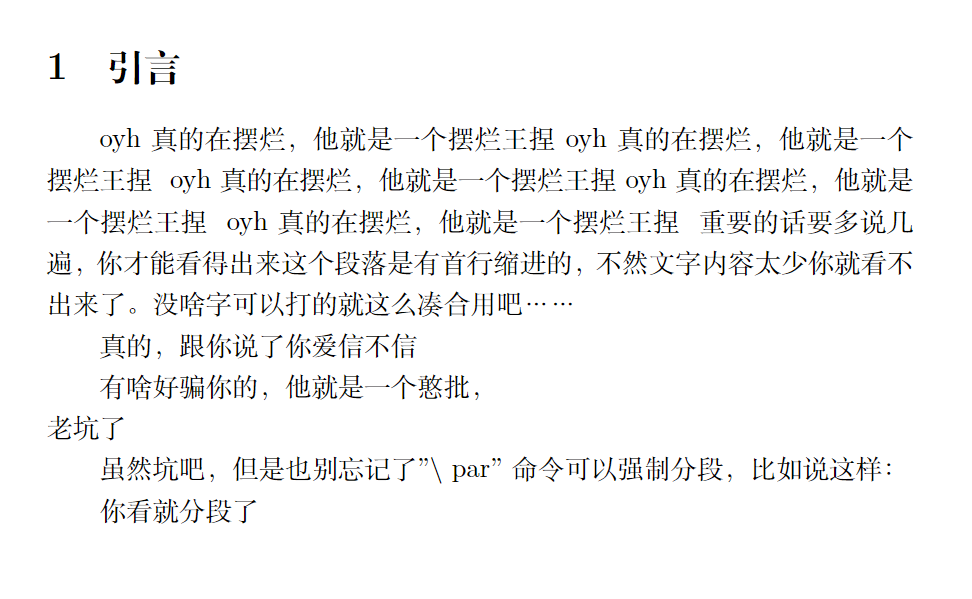 1 引言
oyh 真的在摆烂，他就是一个摆烂王捏 oyh 真的在摆烂，他就是一个
摆烂王捏 oyh 真的在摆烂，他就是一个摆烂王捏 oyh 真的在摆烂，他就是
一个摆烂王捏 oyh 真的在摆烂，他就是一个摆烂王捏 重要的话要多说几
遍，你才能看得出来这个段落是有首行缩进的，不然文字内容太少你就看不
出来了。没啥字可以打的就这么凑合用吧……
真的，跟你说了你爱信不信
有啥好骗你的，他就是一个憨批，
老坑了
虽然坑吧，但是也别忘记了”\ par” 命令可以强制分段，比如说这样：
你看就分段了